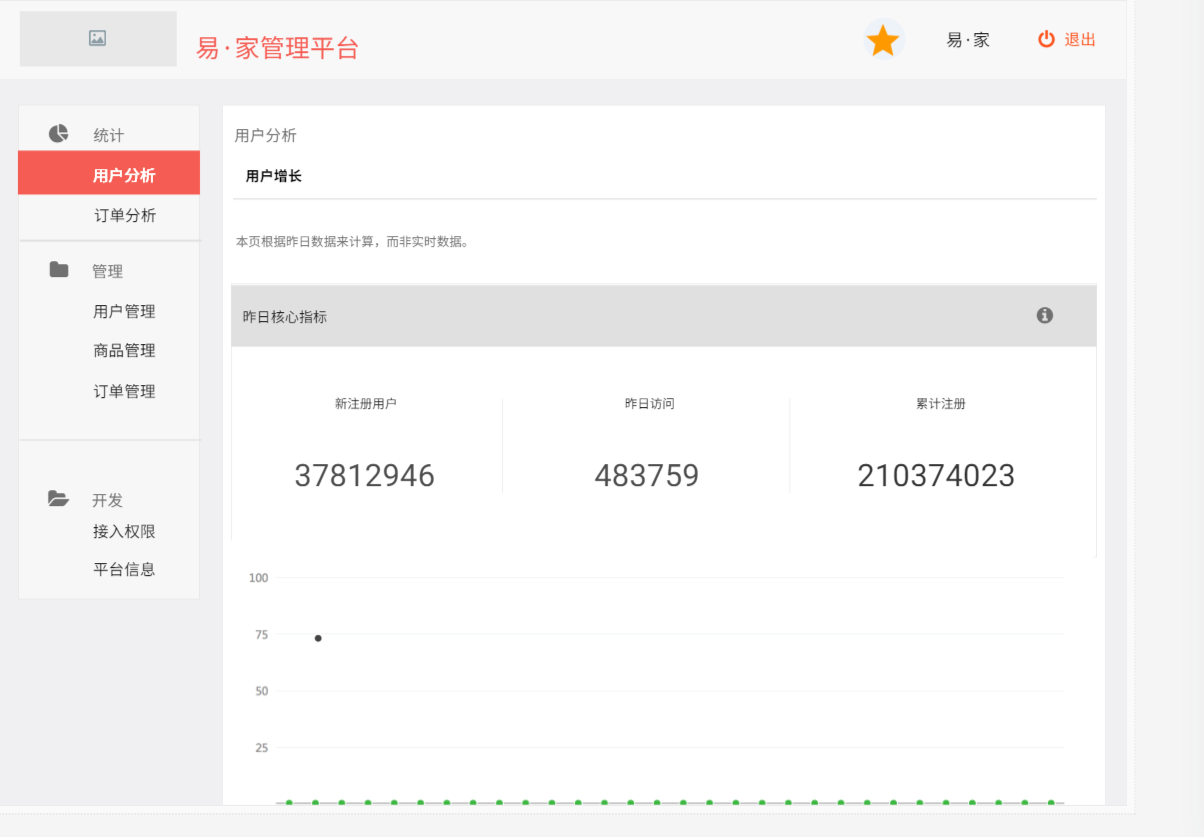 易·家管理平台
易·家
退出
统计
用户分析
订单分析
管理
用户管理
商品管理
订单管理
开发
接入权限
平台信息
用户分析
用户增长
本页根据昨日数据来计算，而非实时数据。
昨日核心指标
新注册用户
昨日访问
累计注册
37812946
483759
210374023
100
75
50
25